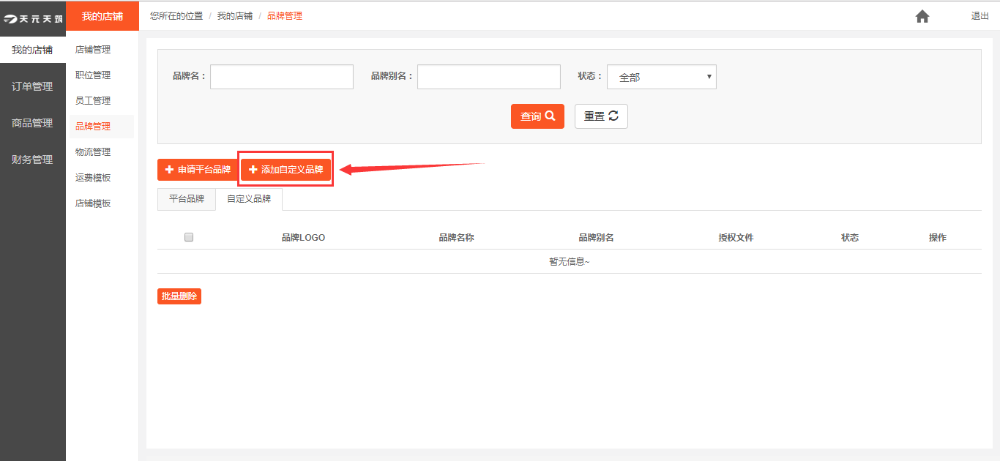 天元天筑
我的店铺
您所在的位置 / 我的店铺 / 品牌管理
退出
我的店铺
订单管理
商品管理
财务管理
店铺管理
职位管理
员工管理
品牌管理
物流管理
运费模板
店铺模板
品牌名：
品牌别名：
状态： 全部
查询
重置
申请平台品牌
添加自定义品牌
平台品牌
自定义品牌
品牌LOGO 品牌名称 品牌别名 授权文件 状态 操作
暂无信息~
批量删除